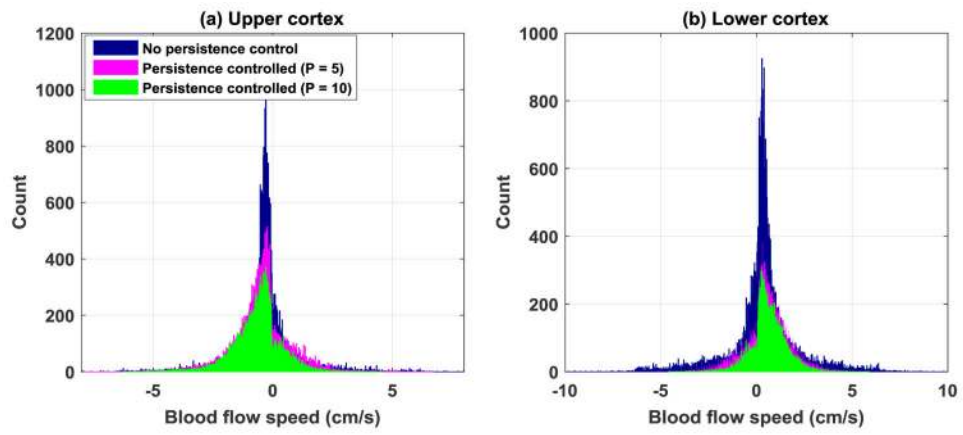 (a) Upper cortex
1200
1000
800
600
400
200
0
Count
No persistence control
Persistence controlled (P = 5)
Persistence controlled (P = 10)
-5
0
5
Blood flow speed (cm/s)
(b) Lower cortex
1000
800
600
400
200
0
Count
-10
-5
0
5
10
Blood flow speed (cm/s)